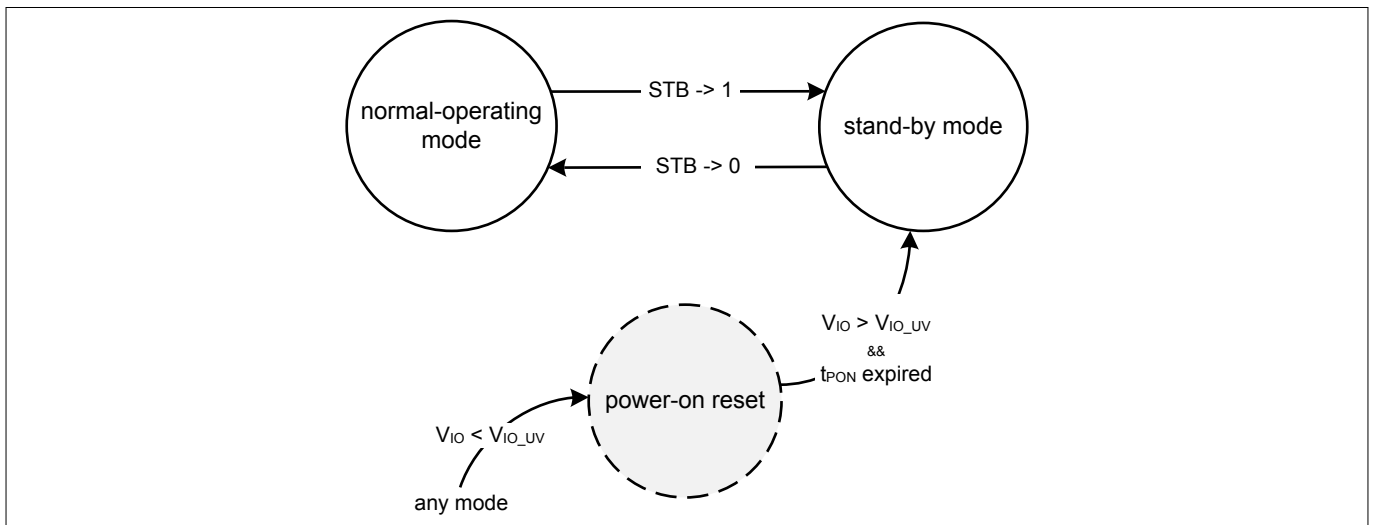 normal-operating
mode
STB -> 1
STB -> 0
stand-by mode
VIO > VIO_UV
&&
tPON expired
power-on reset
VIO < VIO_UV
any mode